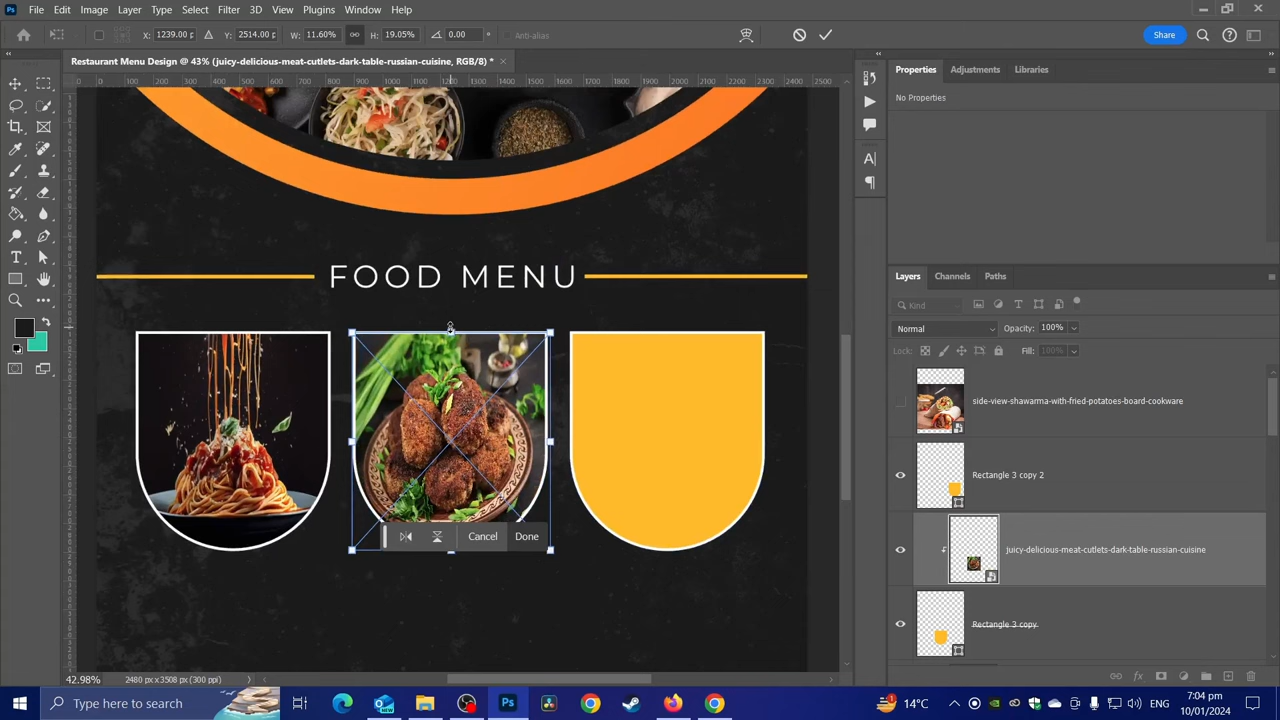 File Edit Image Layer Type Select Filter 3D View Plugins Window Help
X: 1239.00 p Y: 2514.00 p W: 11.60% H: 19.05% 0.00 ° Anti-alias Share
Restaurant Menu Design @ 43% (juicy-delicious-meat-cutlets-dark-table-russian-cuisine, RGB/8) *
Properties Adjustments Libraries
No Properties
FOOD MENU
Layers Channels Paths
Kind
Normal Opacity: 100%
Lock: Fill: 100%
side-view-shawarma-with-fried-potatoes-board-cookware
Rectangle 3 copy 2
Cancel Done
juicy-delicious-meat-cutlets-dark-table-russian-cuisine
Rectangle 3 copy
42.98% 2480 px x 3508 px (300 ppi)
Type here to search
14°C
ENG
7:04 pm
10/01/2024